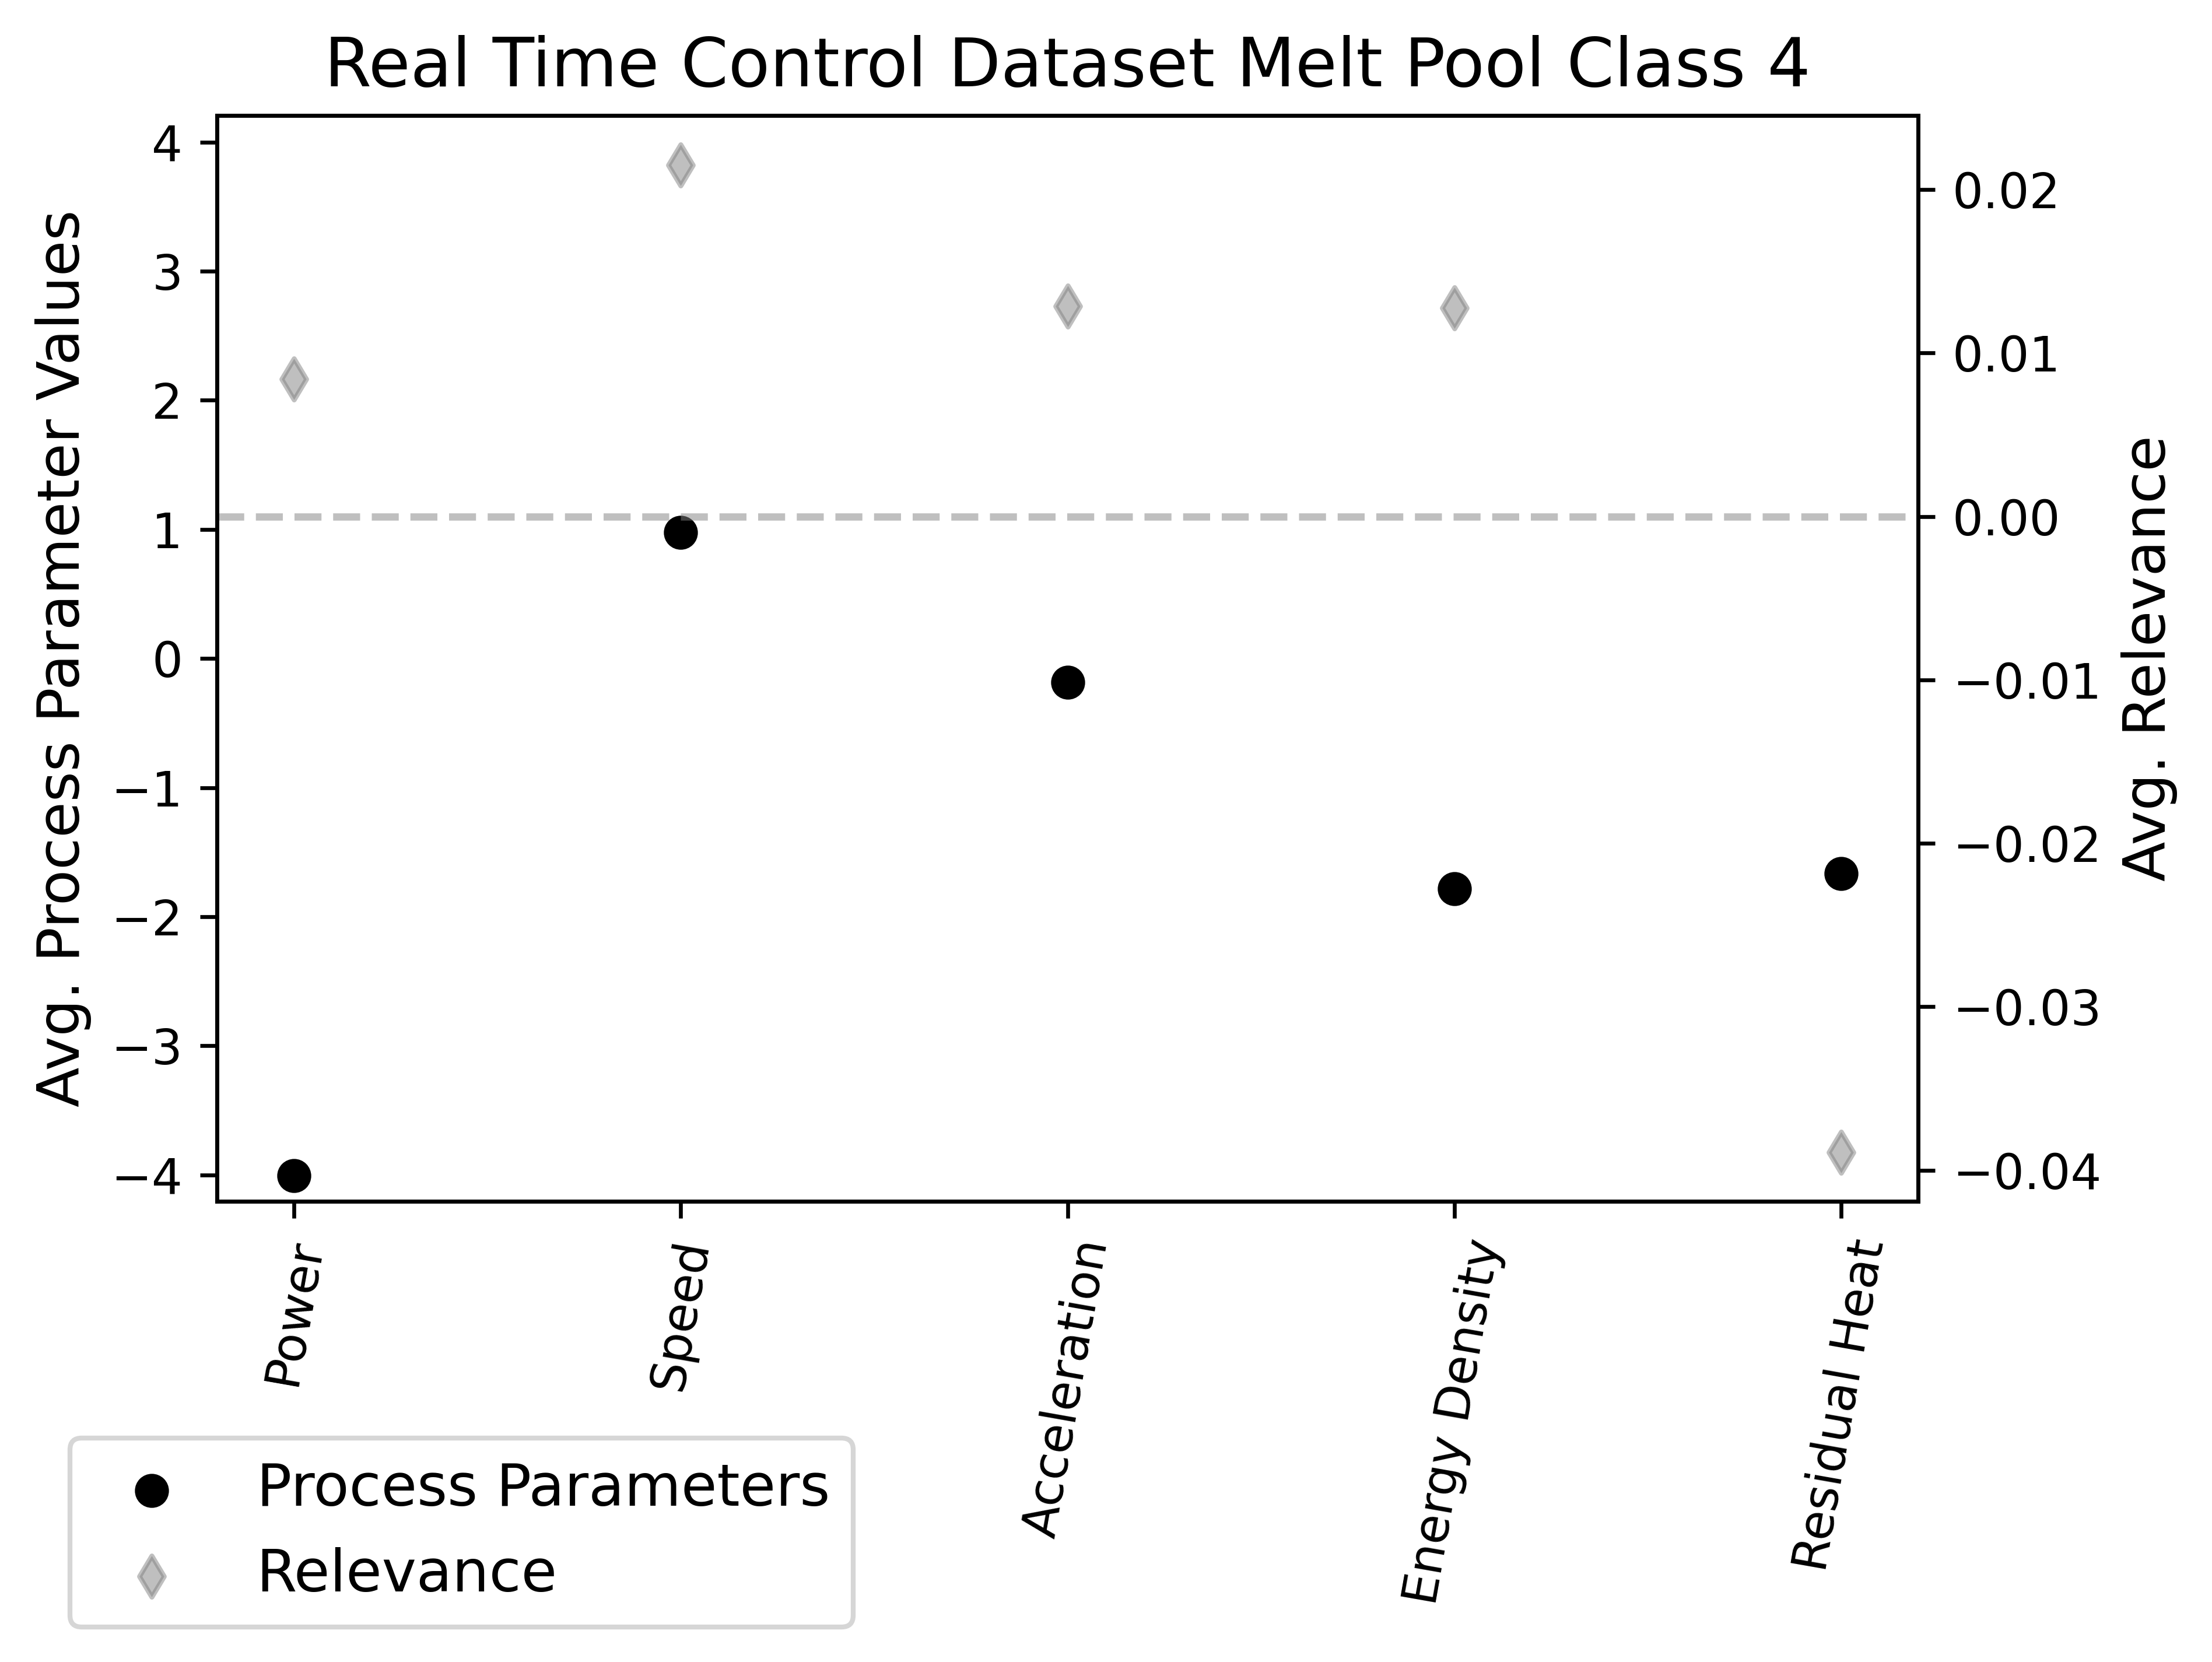 Real Time Control Dataset Melt Pool Class 4
Avg. Process Parameter Values
4
3
2
1
0
−1
−2
−3
−4
0.02
0.01
0.00
−0.01
−0.02
−0.03
−0.04
Avg. Relevance
Power
Speed
Acceleration
Energy Density
Residual Heat
Process Parameters
Relevance